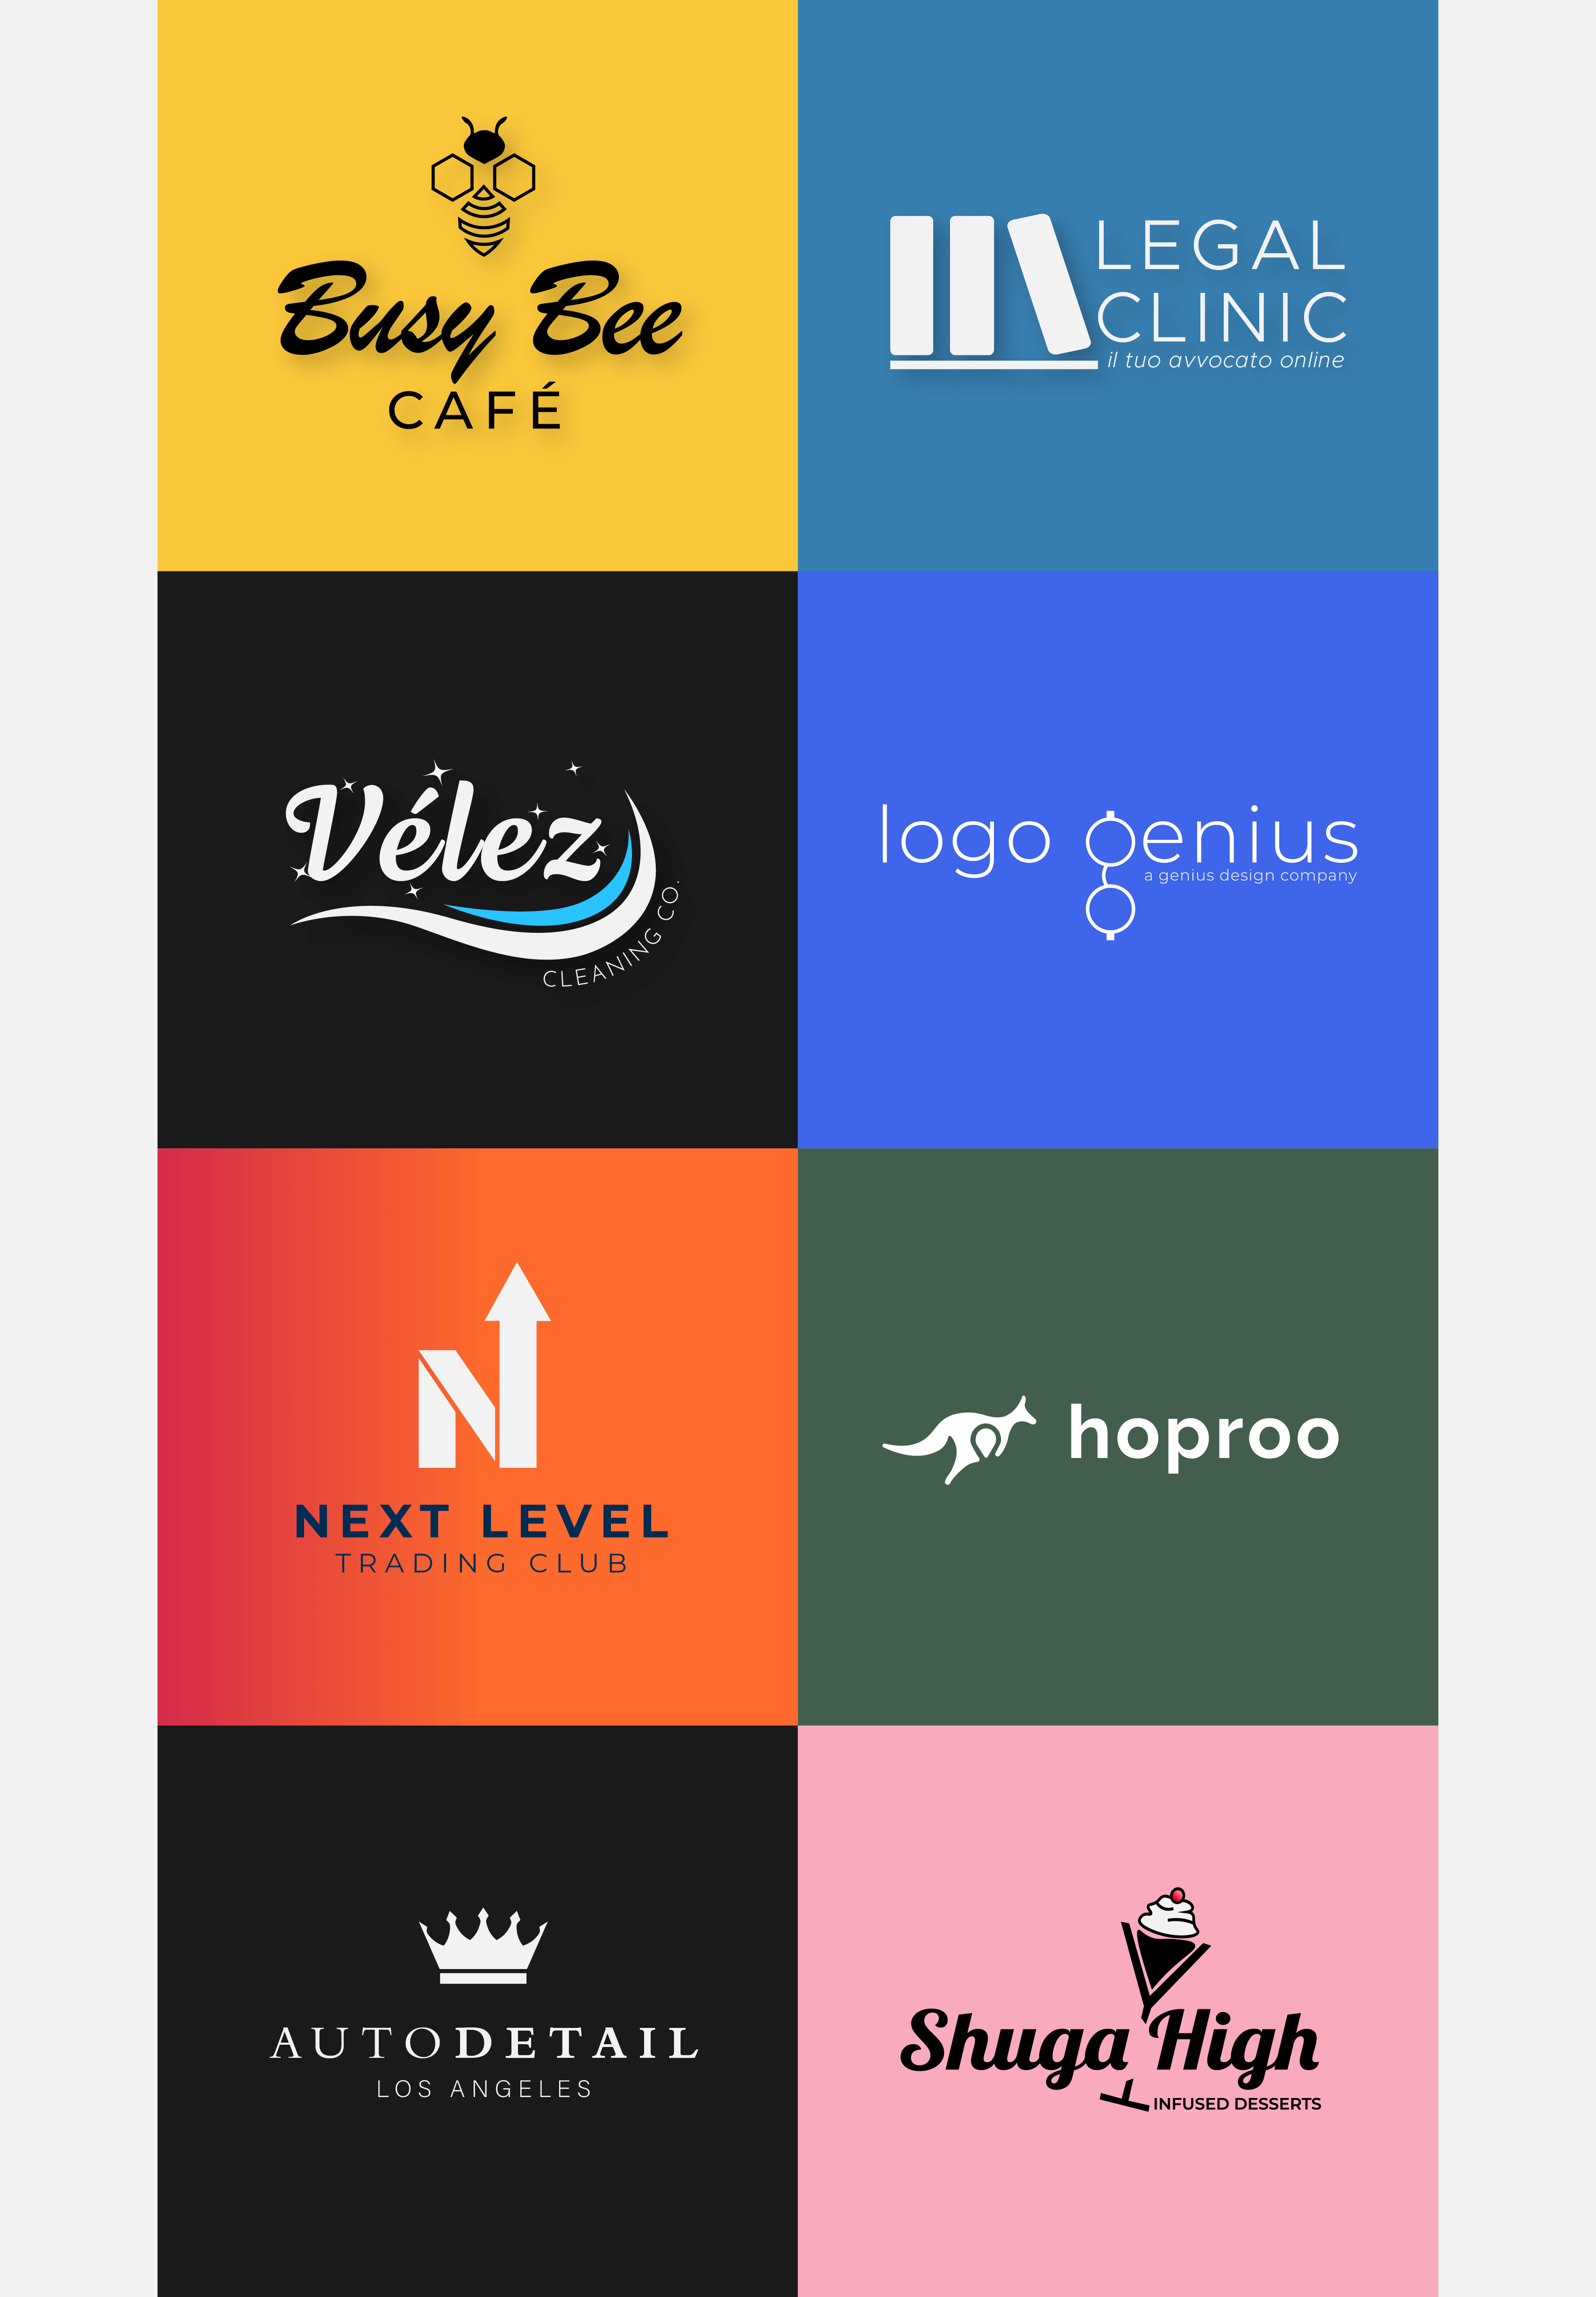 Busy Bee
CAFÉ
LEGAL
CLINIC
il tuo avvocato online
Vélez
CLEANING CO.
logo genius
a genius design company
NEXT LEVEL
TRADING CLUB
hoproo
AUTODETAIL
LOS ANGELES
Shuga High
INFUSED DESSERTS